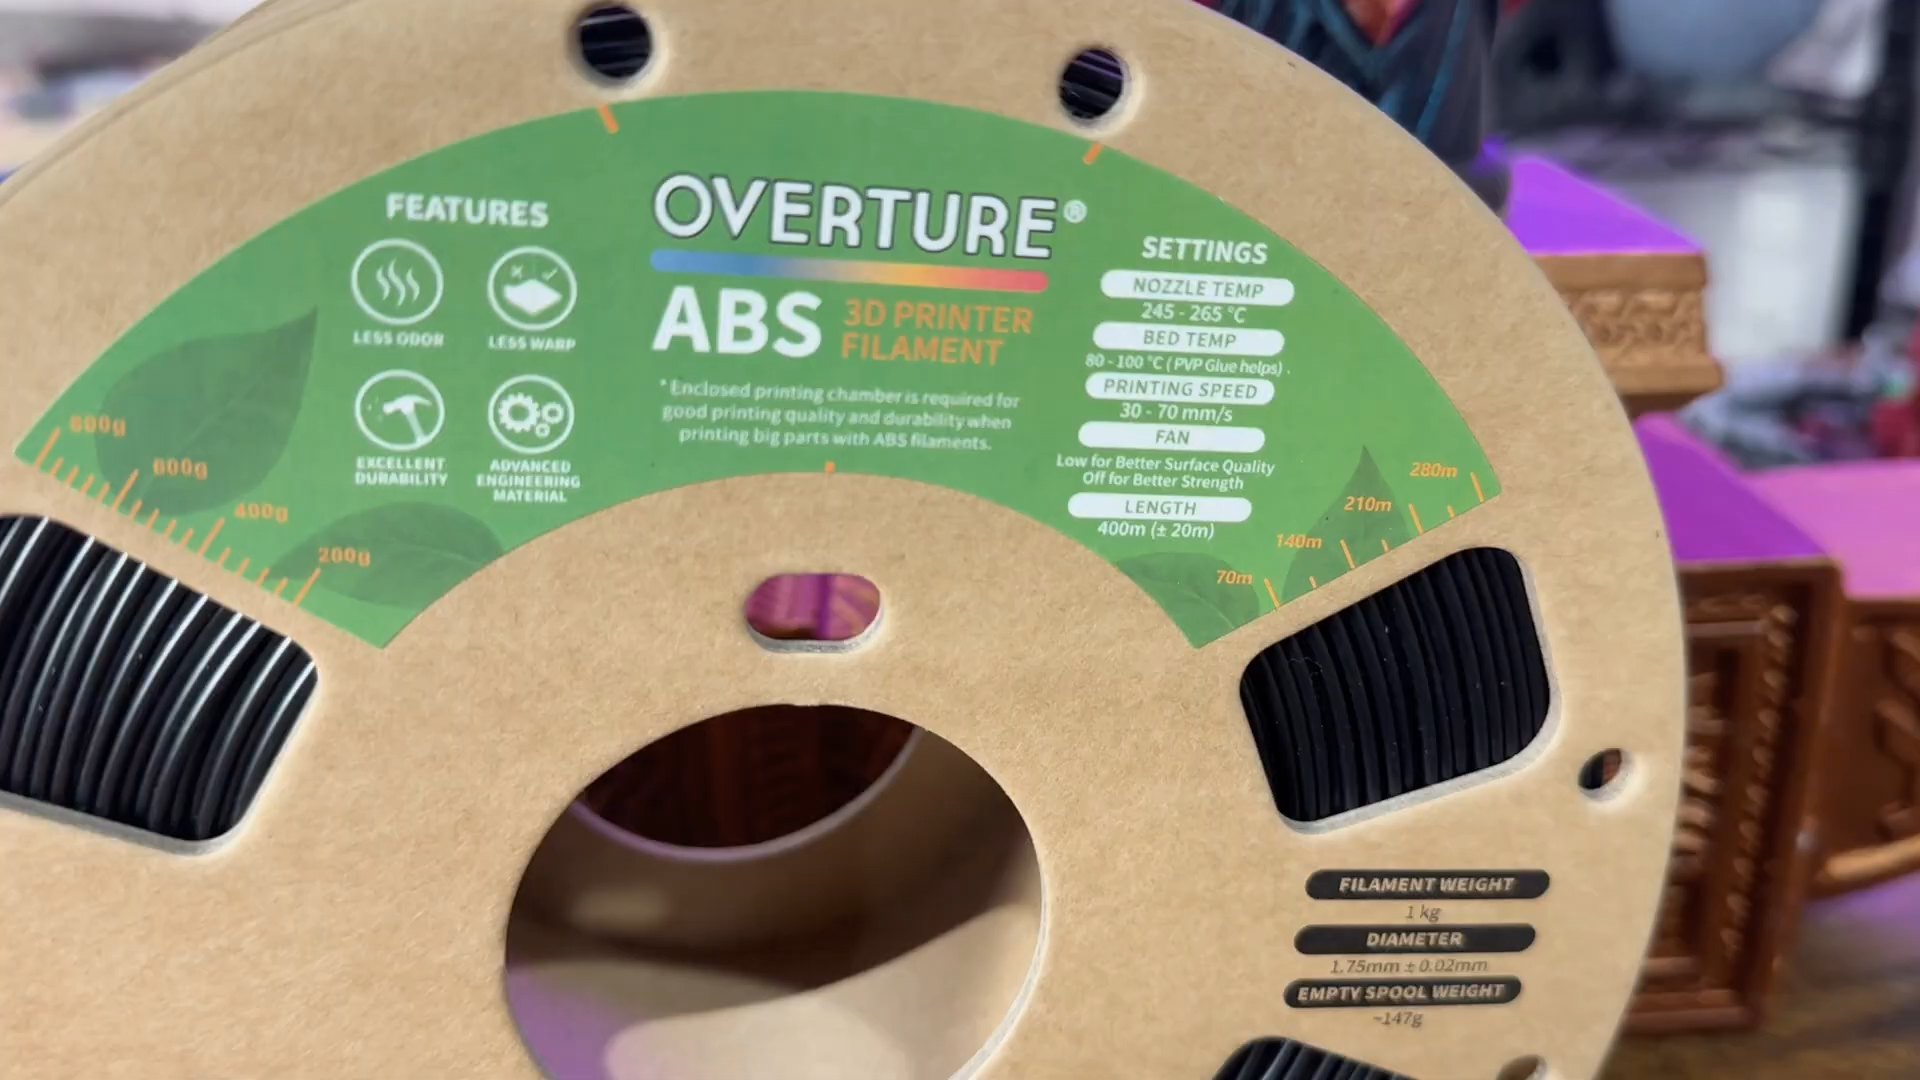 FEATURES
LESS ODOR
LESS WARP
EXCELLENT
DURABILITY
ADVANCED
ENGINEERING
MATERIAL
800g
600g
400g
200g
OVERTURE®
ABS
3D PRINTER
FILAMENT
* Enclosed printing chamber is required for
good printing quality and durability when
printing big parts with ABS filaments.
SETTINGS
NOZZLE TEMP
245 - 265 °C
BED TEMP
80 - 100 °C ( PVP Glue helps) .
PRINTING SPEED
30 - 70 mm/s
FAN
Low for Better Surface Quality
Off for Better Strength
LENGTH
400m (± 20m)
280m
210m
140m
70m
FILAMENT WEIGHT
1 kg
DIAMETER
1.75mm ± 0.02mm
EMPTY SPOOL WEIGHT
~147g